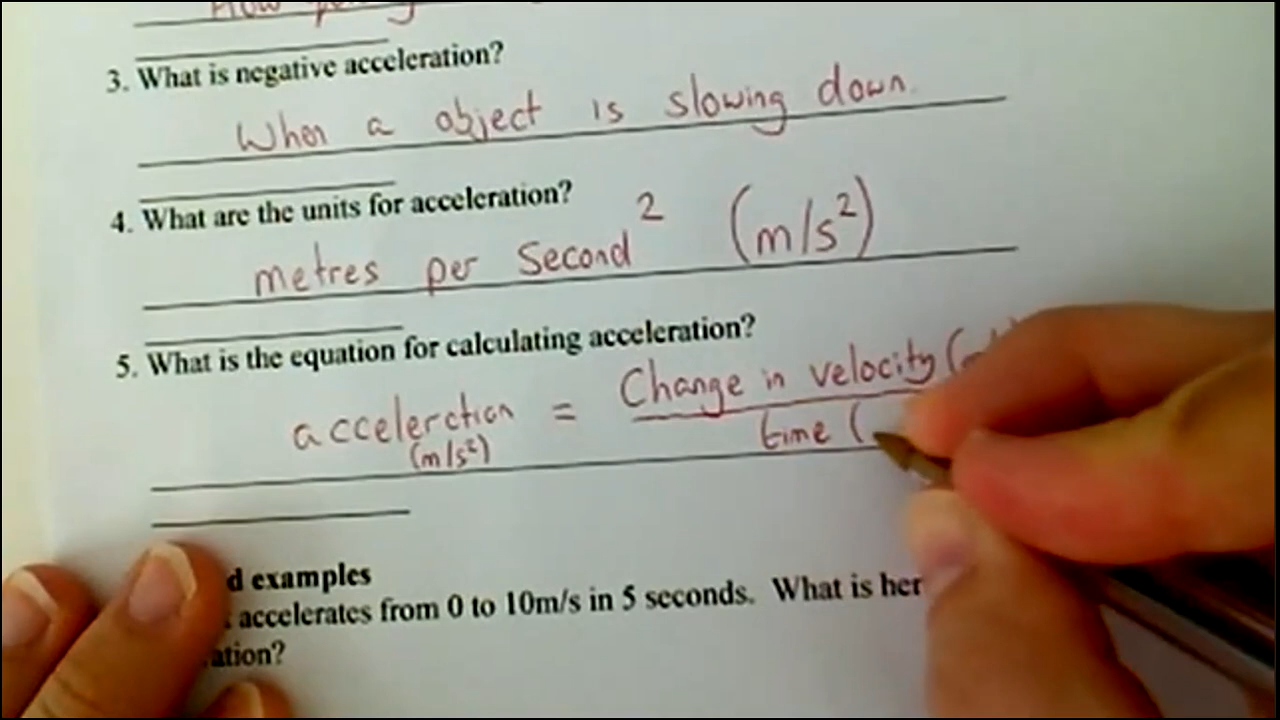 How
3. What is negative acceleration?
When a object is slowing down.
4. What are the units for acceleration?
metres per Second² (m/s²)
5. What is the equation for calculating acceleration?
acceleration = Change in velocity (
(m/s²) time (
d examples
accelerates from 0 to 10m/s in 5 seconds. What is her
ation?